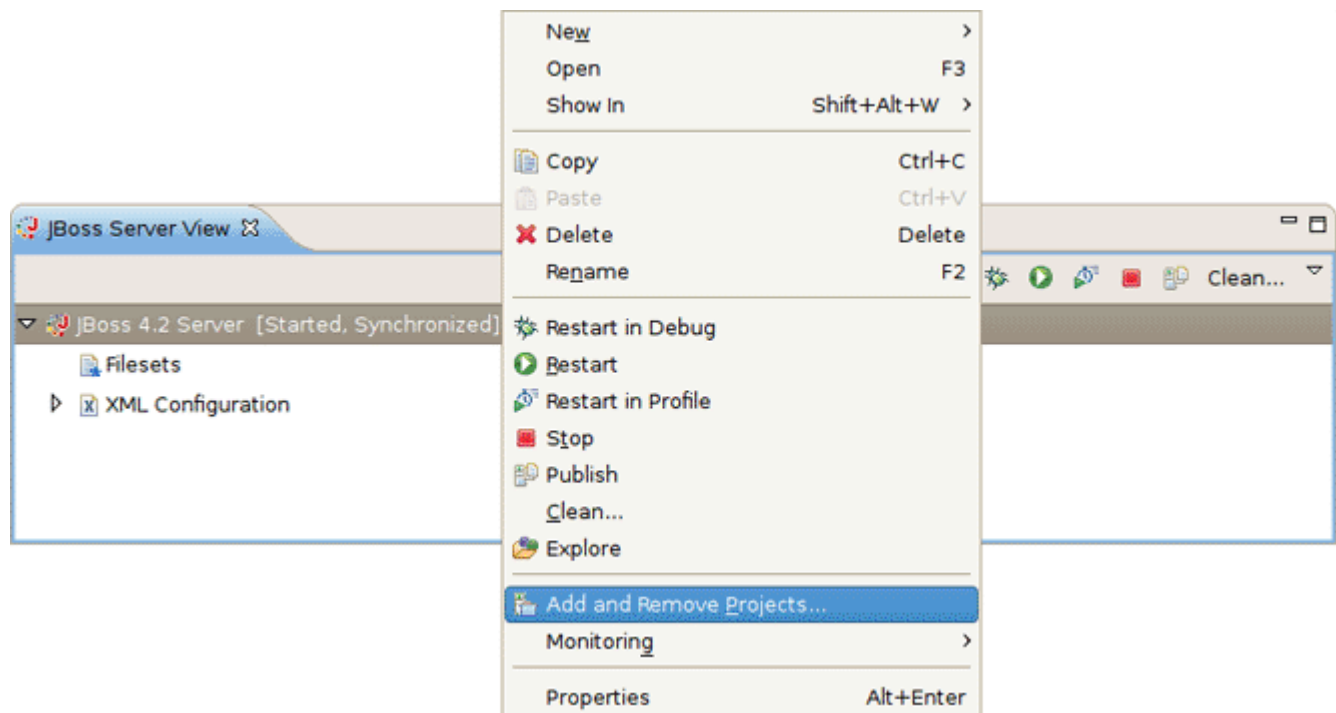 New
Open F3
Show In Shift+Alt+W
Copy Ctrl+C
Paste Ctrl+V
JBoss Server View
Delete Delete
Rename F2
Clean...
JBoss 4.2 Server [Started, Synchronized]
Restart in Debug
Filesets
Restart
XML Configuration
Restart in Profile
Stop
Publish
Clean...
Explore
Add and Remove Projects...
Monitoring
Properties Alt+Enter